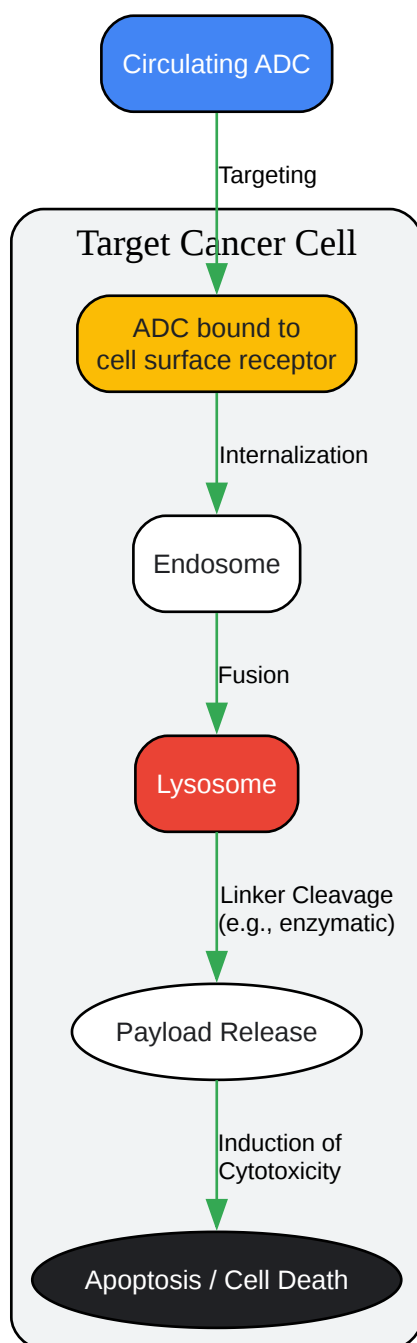 Circulating ADC
Targeting
Target Cancer Cell
ADC bound to
cell surface receptor
Internalization
Endosome
Fusion
Lysosome
Linker Cleavage
(e.g., enzymatic)
Payload Release
Induction of
Cytotoxicity
Apoptosis / Cell Death